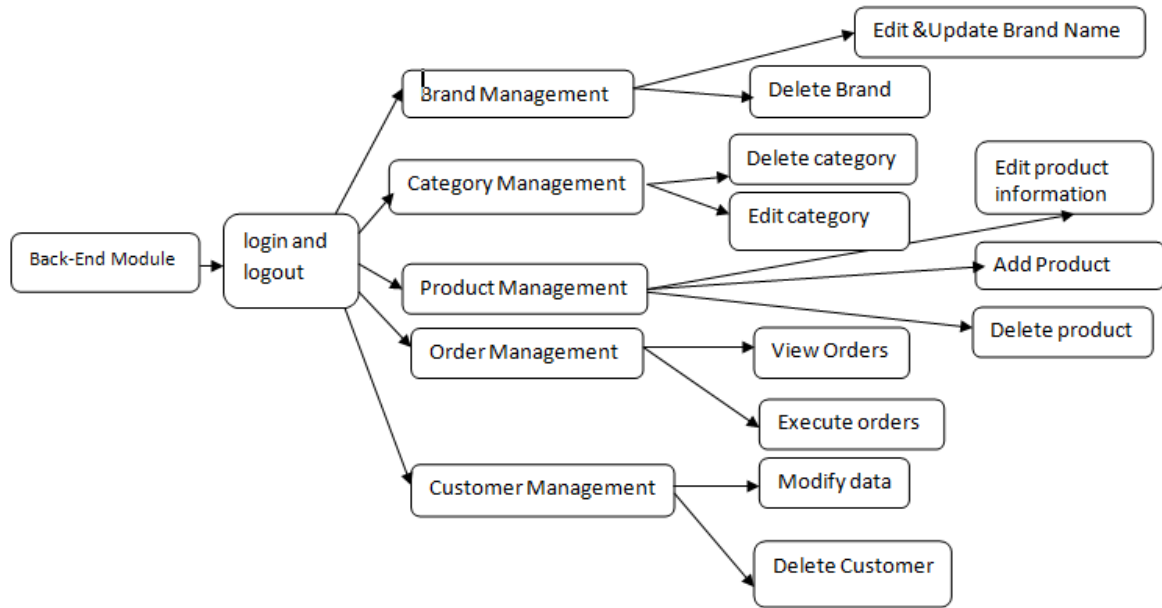 Edit &Update Brand Name
Brand Management
Delete Brand
Delete category
Edit product
information
Category Management
Edit category
login and
logout
Back-End Module
Add Product
Product Management
Delete product
Order Management
View Orders
Execute orders
Customer Management
Modify data
Delete Customer